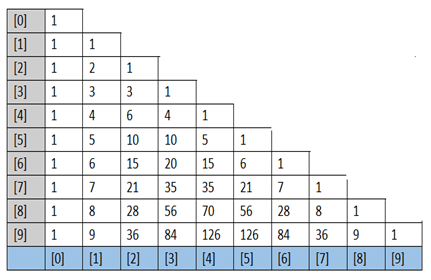 [0] 1
[1] 1 1
[2] 1 2 1
[3] 1 3 3 1
[4] 1 4 6 4 1
[5] 1 5 10 10 5 1
[6] 1 6 15 20 15 6 1
[7] 1 7 21 35 35 21 7 1
[8] 1 8 28 56 70 56 28 8 1
[9] 1 9 36 84 126 126 84 36 9 1
[0] [1] [2] [3] [4] [5] [6] [7] [8] [9]